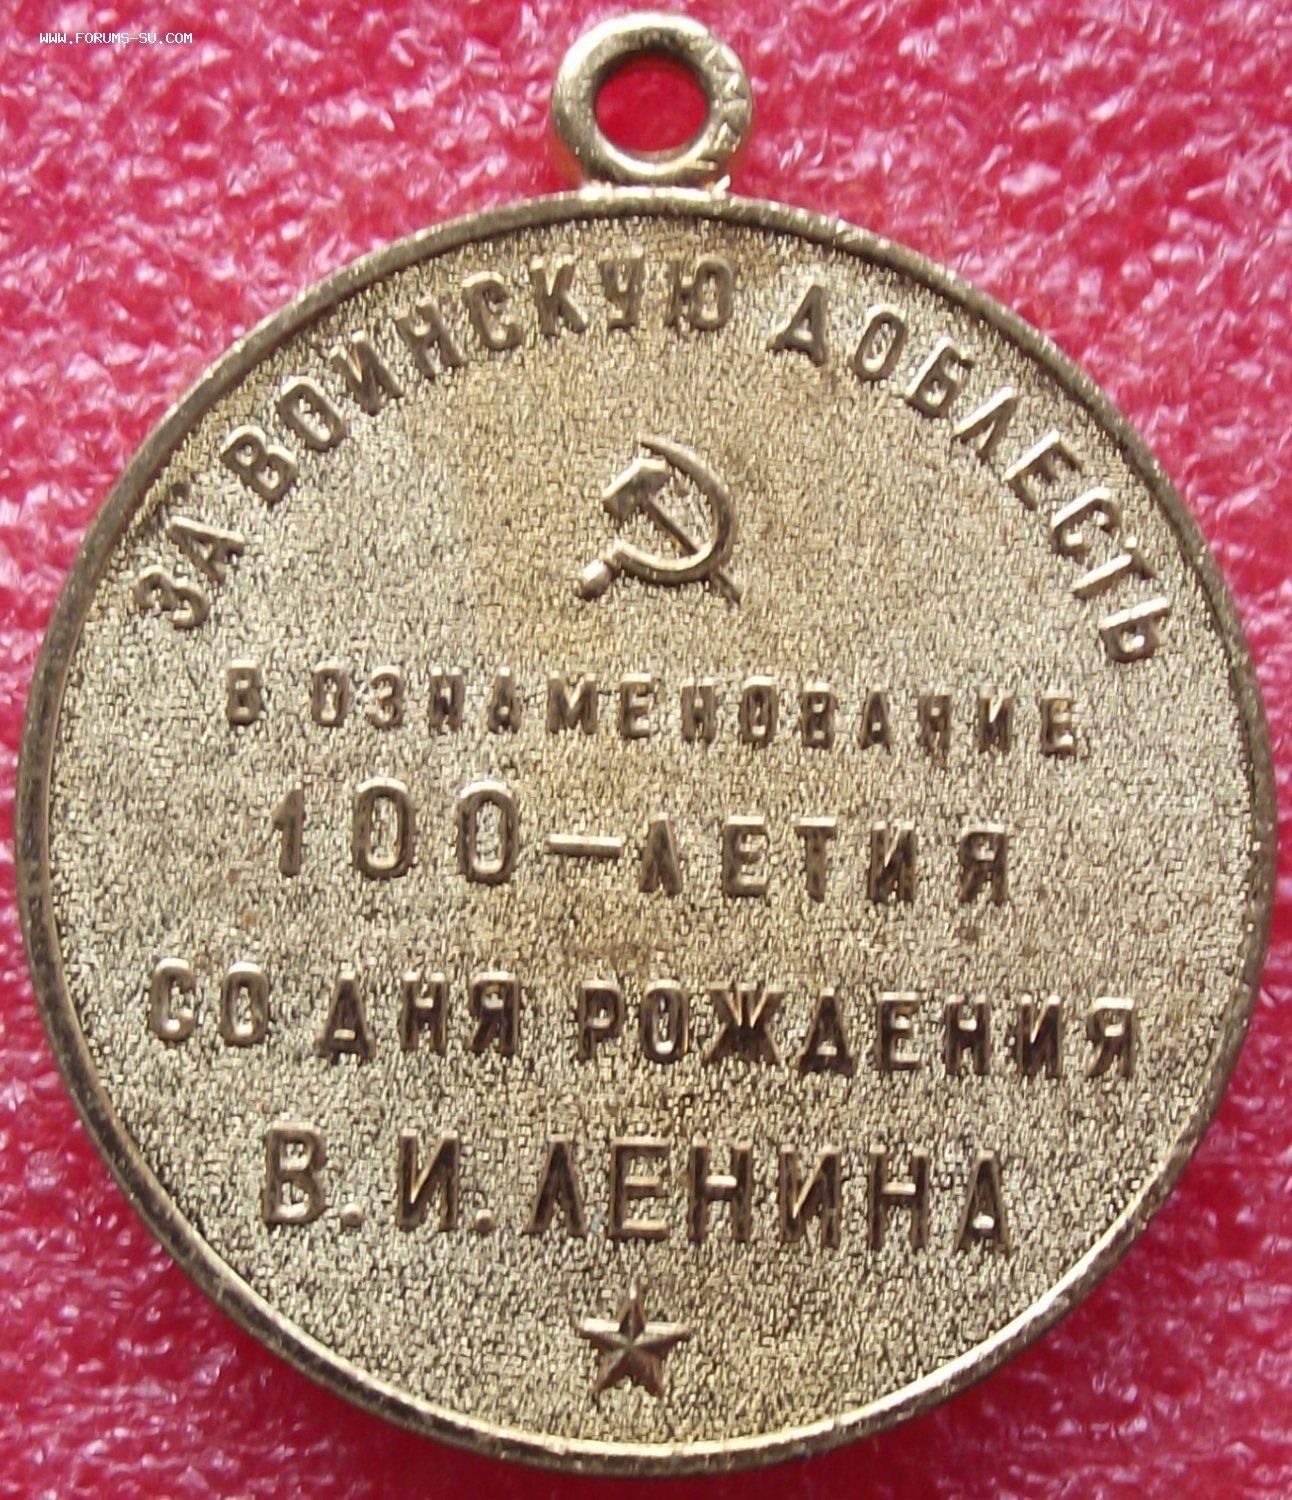 WWW.FORUMS-SU.COM
ЗА ВОИНСКУЮ ДОБЛЕСТЬ
В ОЗНАМЕНОВАНИЕ
100-ЛЕТИЯ
СО ДНЯ РОЖДЕНИЯ
В. И. ЛЕНИНА